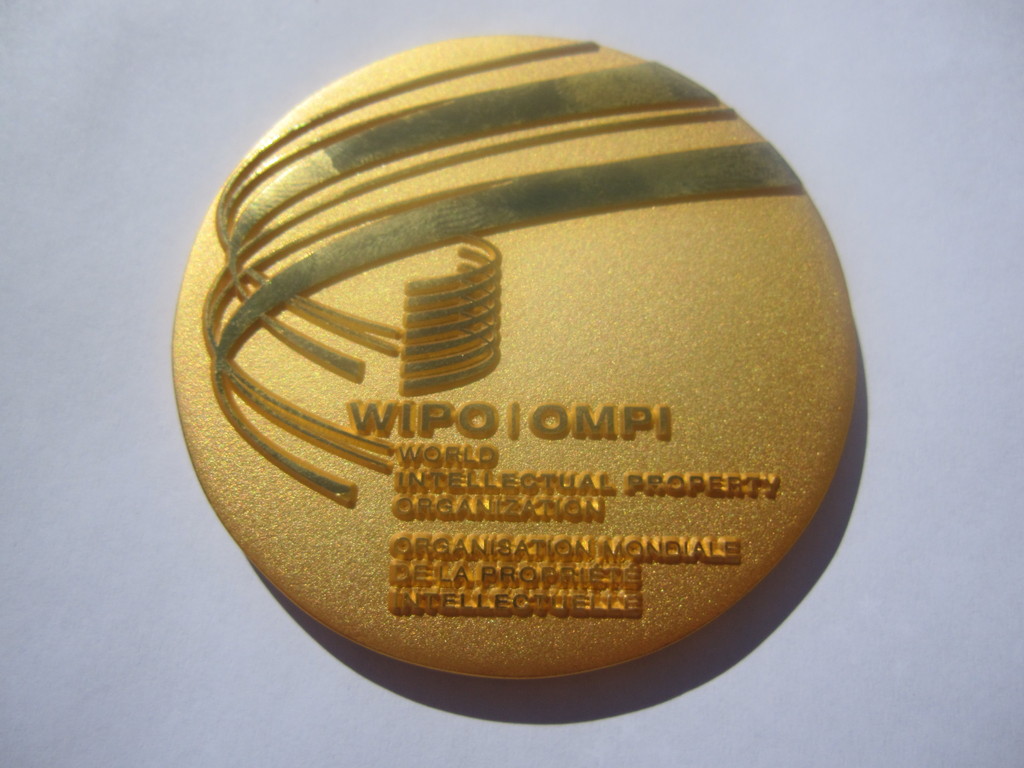 WIPO | OMPI
WORLD
INTELLECTUAL PROPERTY
ORGANIZATION
ORGANISATION MONDIALE
DE LA PROPRIÉTÉ
INTELLECTUELLE